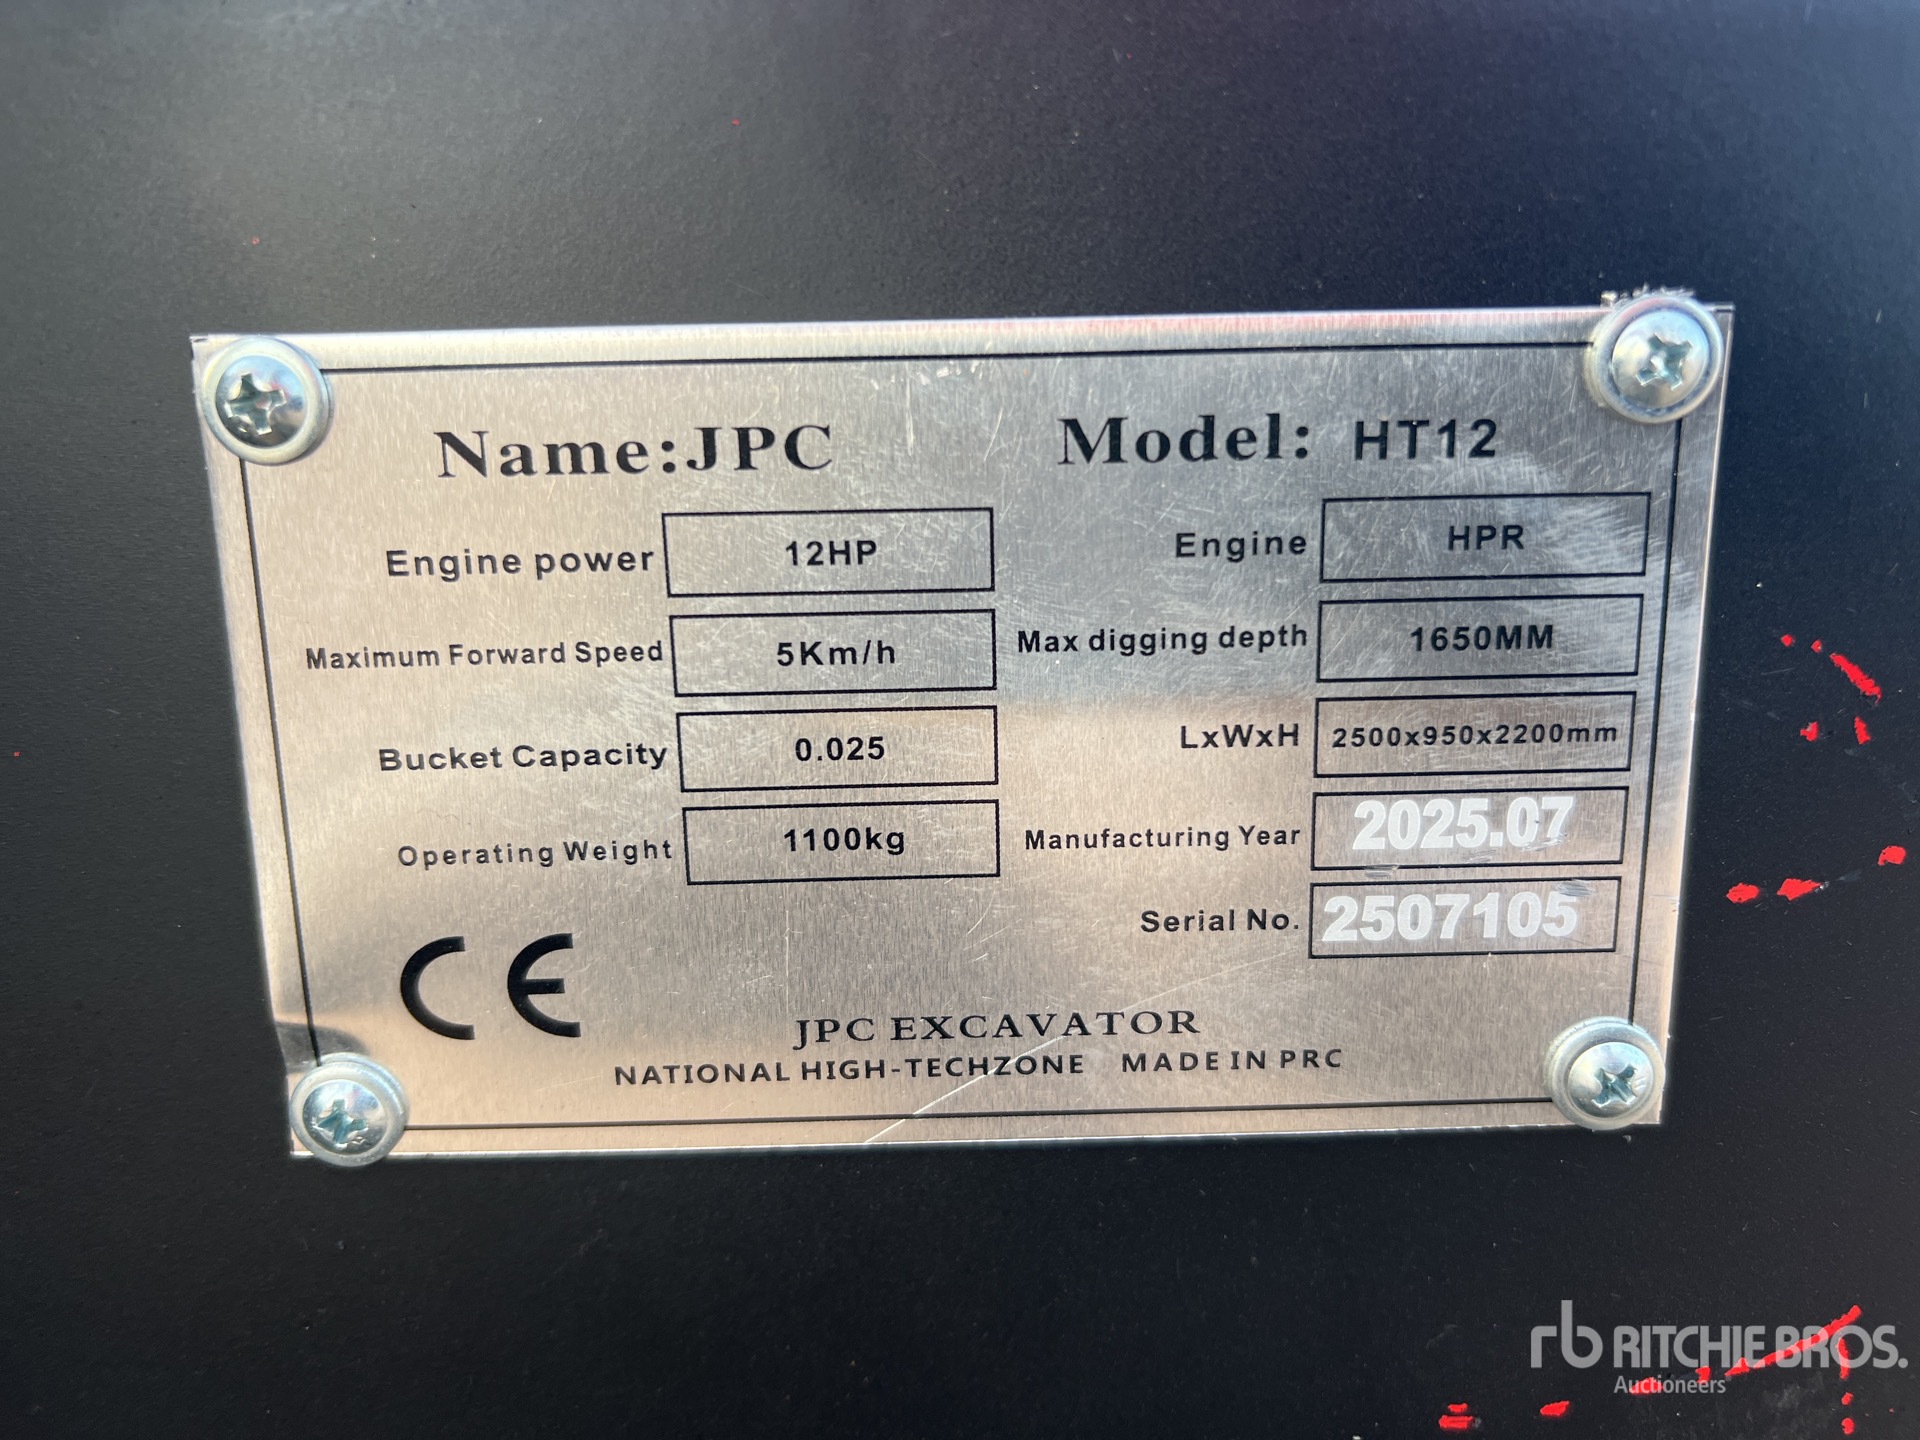 Name:JPC Model: HT12
Engine power 12HP Engine HPR
Maximum Forward Speed 5Km/h Max digging depth 1650MM
Bucket Capacity 0.025 LxWxH 2500x950x2200mm
Operating Weight 1100kg Manufacturing Year 2025.07
Serial No. 2507105
CE
JPC EXCAVATOR
NATIONAL HIGH-TECHZONE MADE IN PRC
rb RITCHIE BROS.
Auctioneers